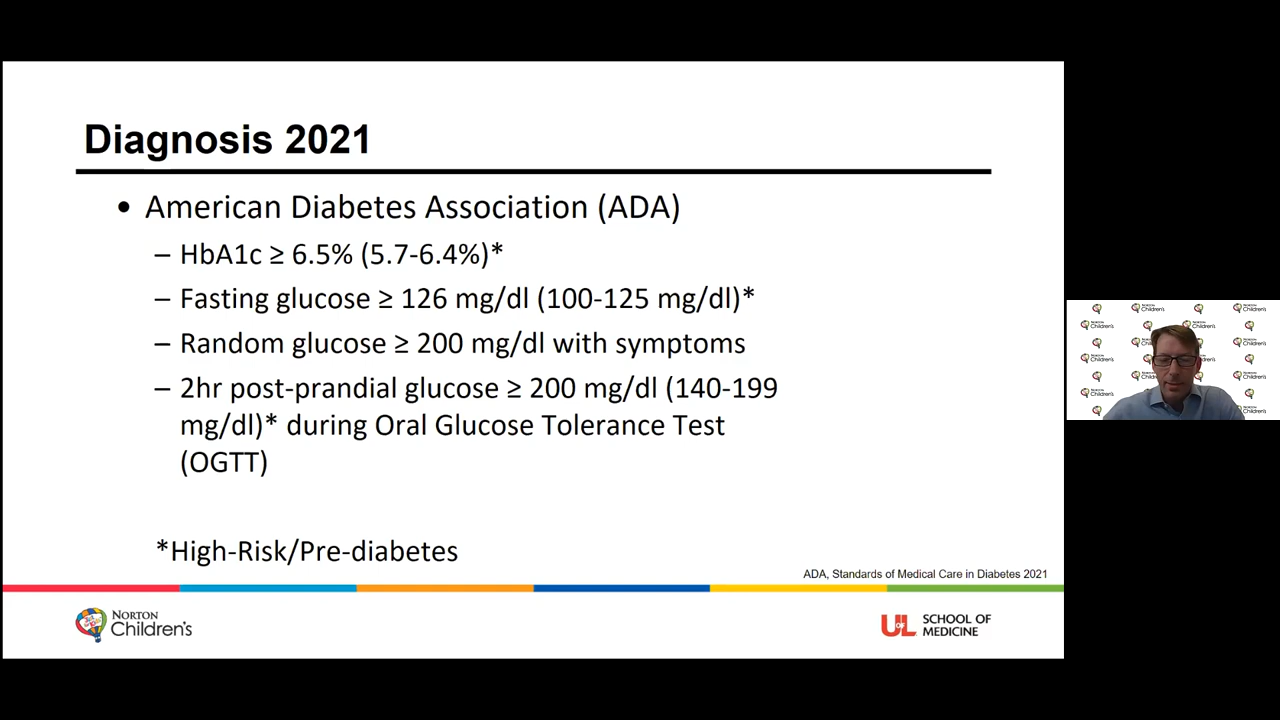 Diagnosis 2021
• American Diabetes Association (ADA)
– HbA1c ≥ 6.5% (5.7-6.4%)*
– Fasting glucose ≥ 126 mg/dl (100-125 mg/dl)*
– Random glucose ≥ 200 mg/dl with symptoms
– 2hr post-prandial glucose ≥ 200 mg/dl (140-199
mg/dl)* during Oral Glucose Tolerance Test
(OGTT)
*High-Risk/Pre-diabetes
ADA, Standards of Medical Care in Diabetes 2021
NORTON
Children's
UofL
SCHOOL OF
MEDICINE
NORTON
Children's